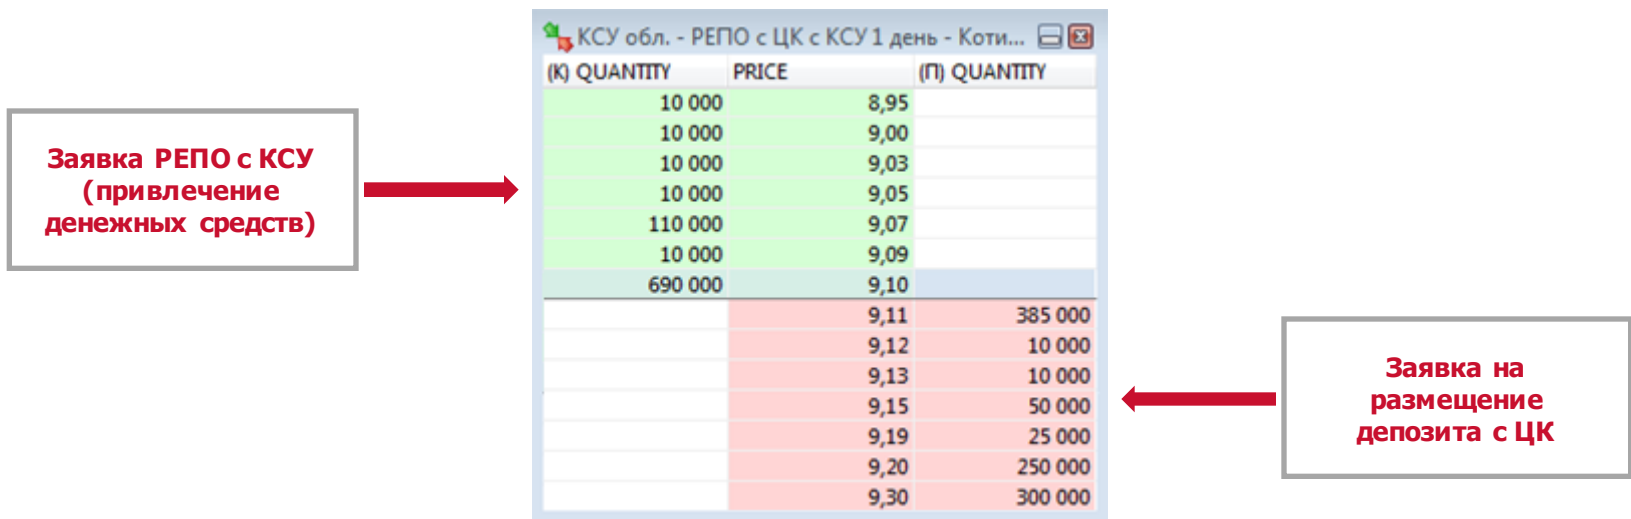 КСУ обл. - РЕПО с ЦК с КСУ 1 день - Коти...
(К) QUANTITY PRICE (П) QUANTITY
10 000 8,95
10 000 9,00
10 000 9,03
10 000 9,05
110 000 9,07
10 000 9,09
690 000 9,10
9,11 385 000
9,12 10 000
9,13 10 000
9,15 50 000
9,19 25 000
9,20 250 000
9,30 300 000
Заявка РЕПО с КСУ
(привлечение
денежных средств)
Заявка на
размещение
депозита с ЦК